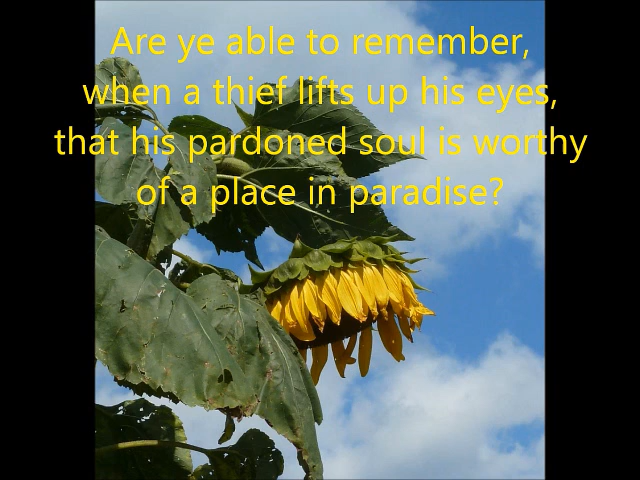 Are ye able to remember,
when a thief lifts up his eyes,
that his pardoned soul is worthy
of a place in paradise?